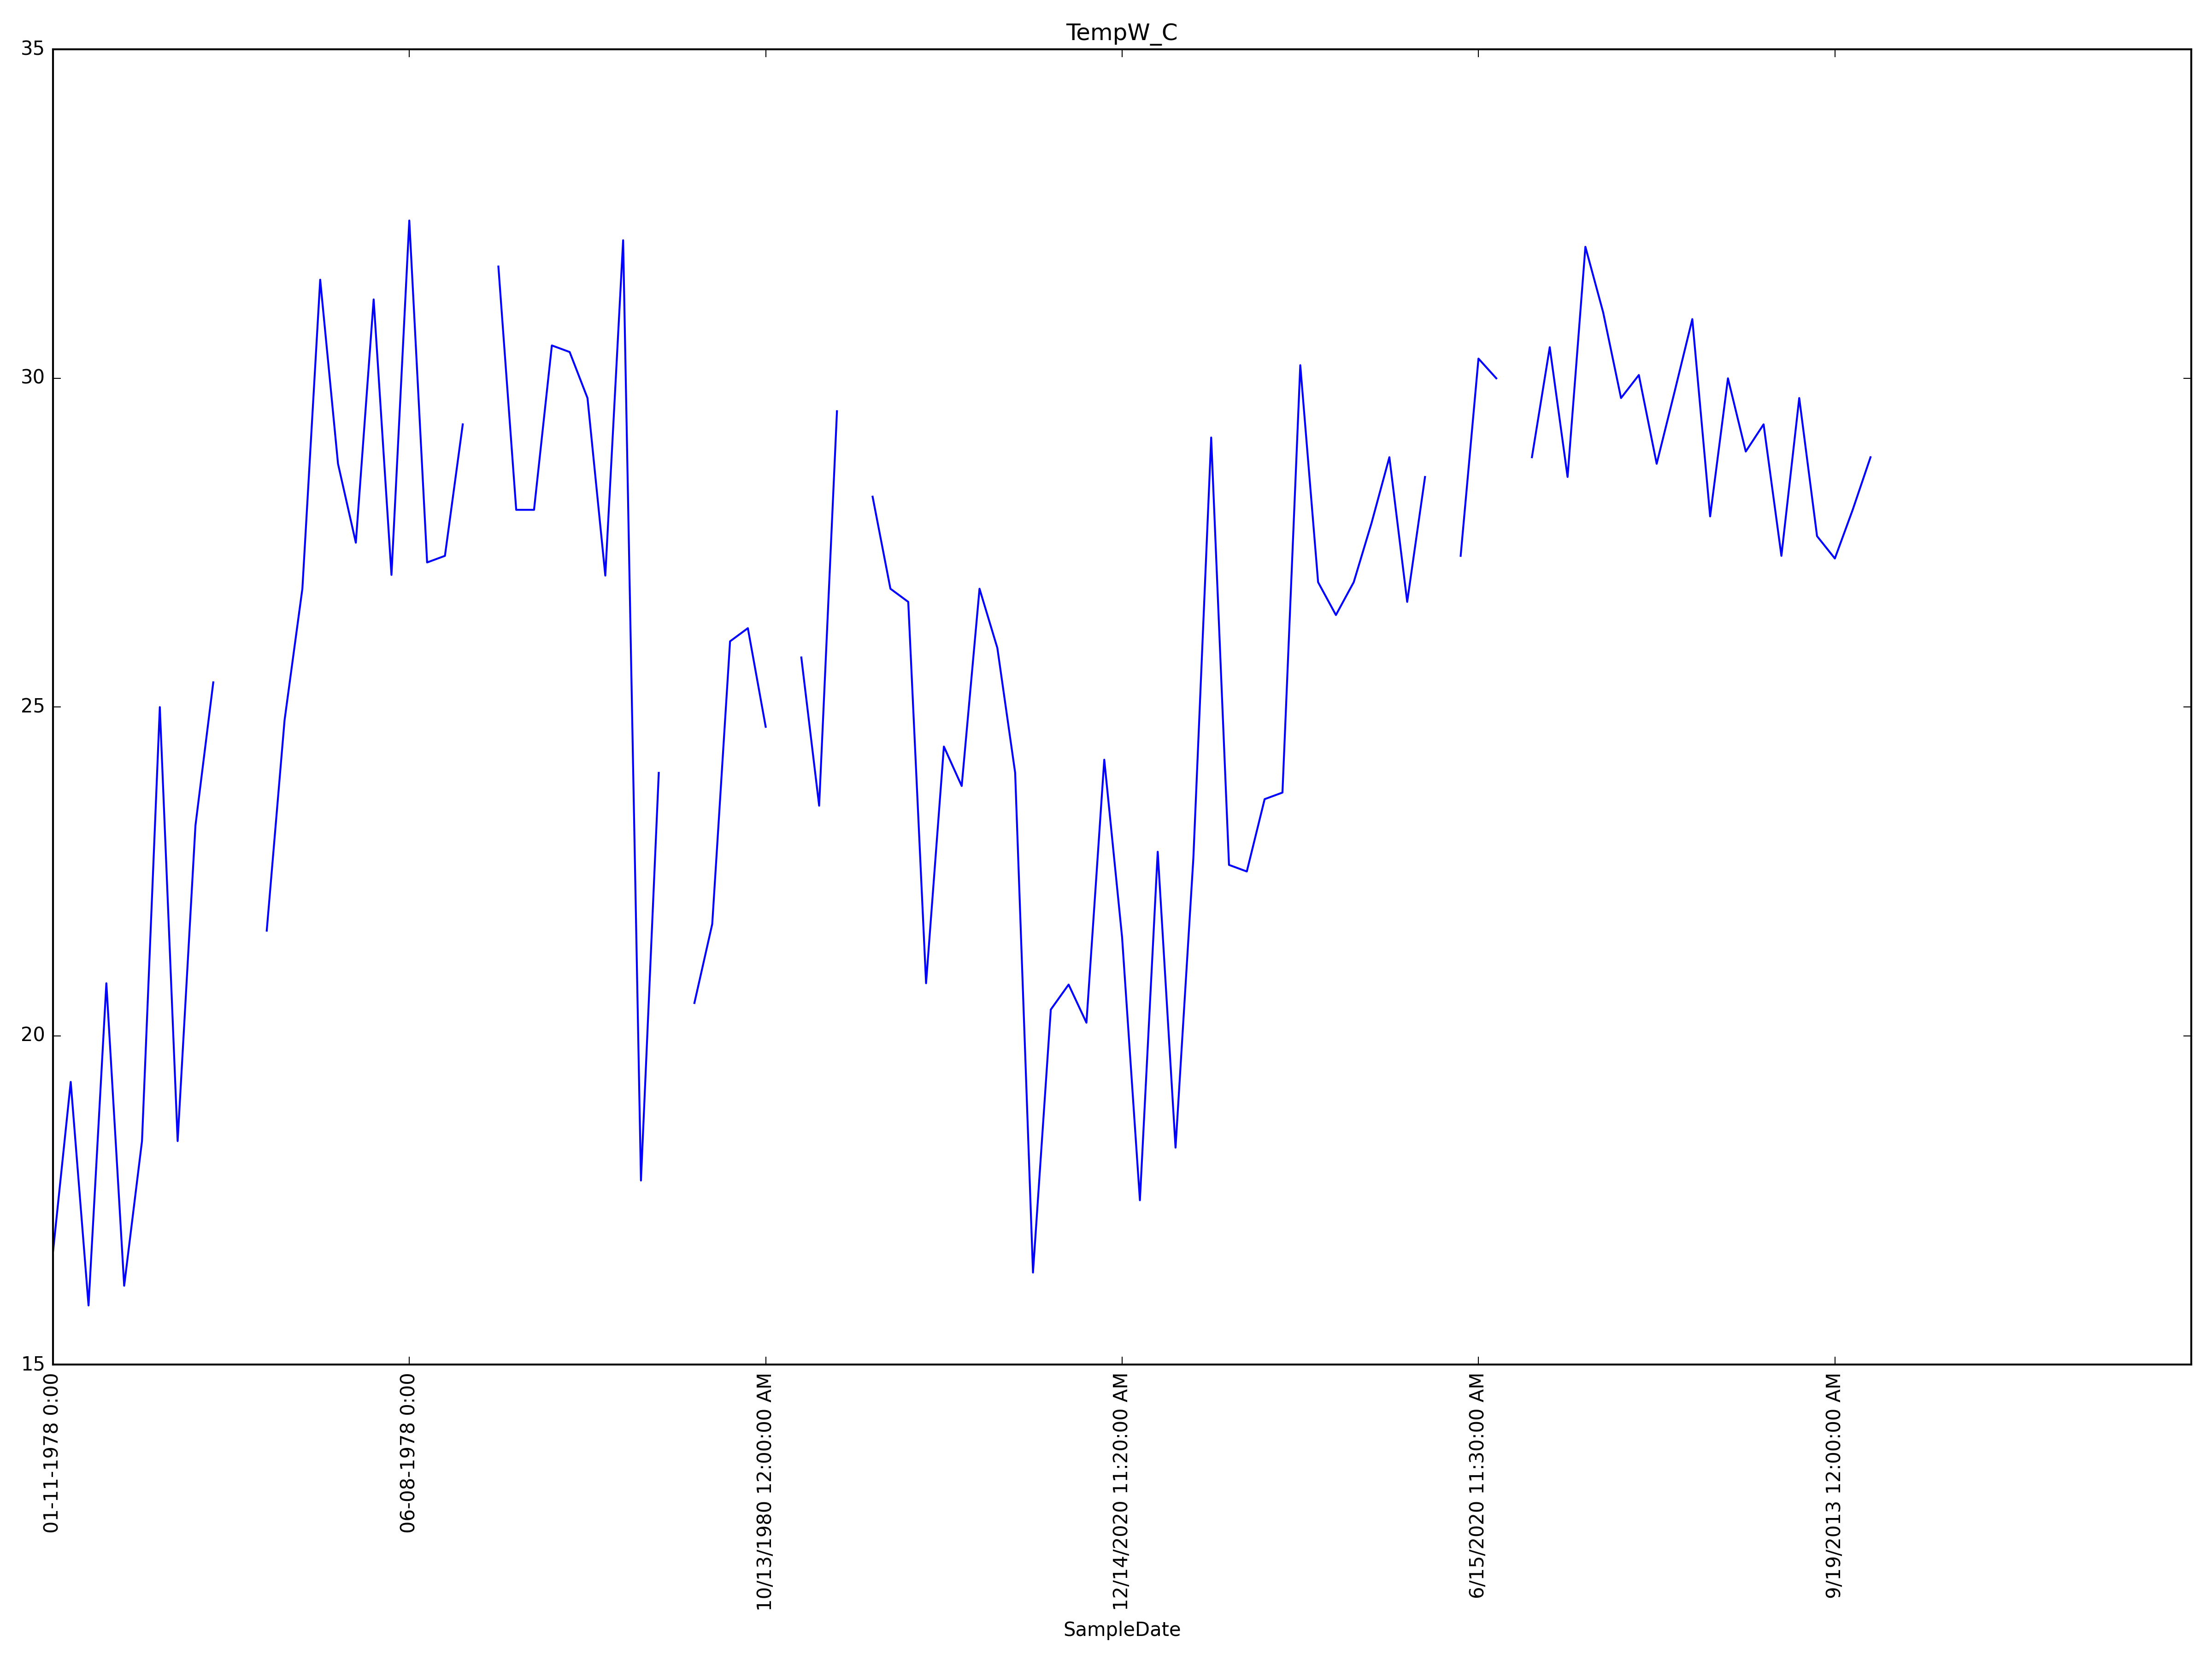 TempW_C
35
30
25
20
15
01-11-1978 0:00
06-08-1978 0:00
10/13/1980 12:00:00 AM
12/14/2020 11:20:00 AM
6/15/2020 11:30:00 AM
9/19/2013 12:00:00 AM
SampleDate